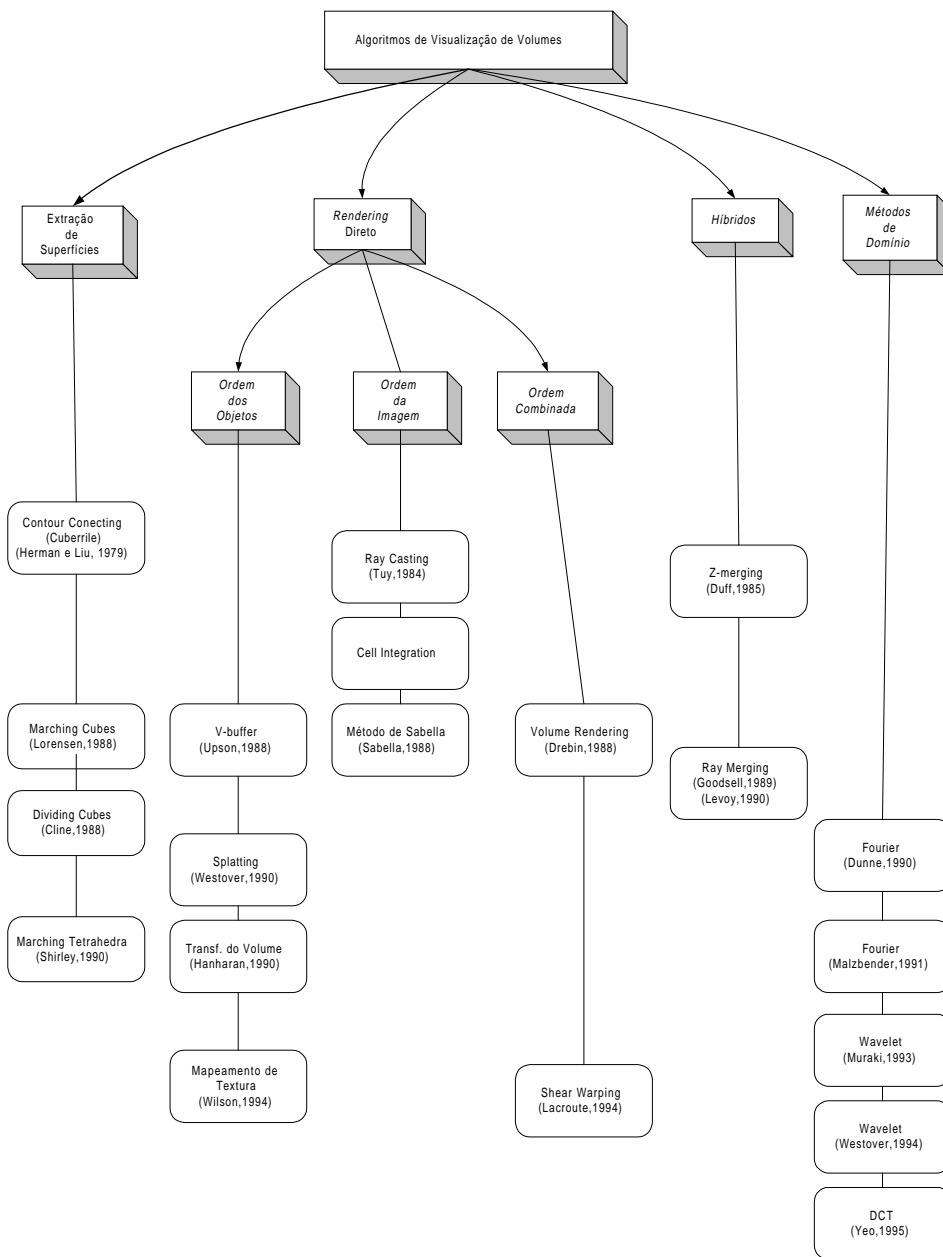 Algoritmos de Visualização de Volumes
Extração
de
Superfícies
Rendering
Direto
Híbridos
Métodos
de
Domínio
Ordem
dos
Objetos
Ordem
da
Imagem
Ordem
Combinada
Contour Conecting
(Cuberrile)
(Herman e Liu, 1979)
Marching Cubes
(Lorensen,1988)
Dividing Cubes
(Cline,1988)
Marching Tetrahedra
(Shirley,1990)
V-buffer
(Upson,1988)
Splatting
(Westover,1990)
Transf. do Volume
(Hanharan,1990)
Mapeamento de
Textura
(Wilson,1994)
Ray Casting
(Tuy,1984)
Cell Integration
Método de Sabella
(Sabella,1988)
Volume Rendering
(Drebin,1988)
Shear Warping
(Lacroute,1994)
Z-merging
(Duff,1985)
Ray Merging
(Goodsell,1989)
(Levoy,1990)
Fourier
(Dunne,1990)
Fourier
(Malzbender,1991)
Wavelet
(Muraki,1993)
Wavelet
(Westover,1994)
DCT
(Yeo,1995)